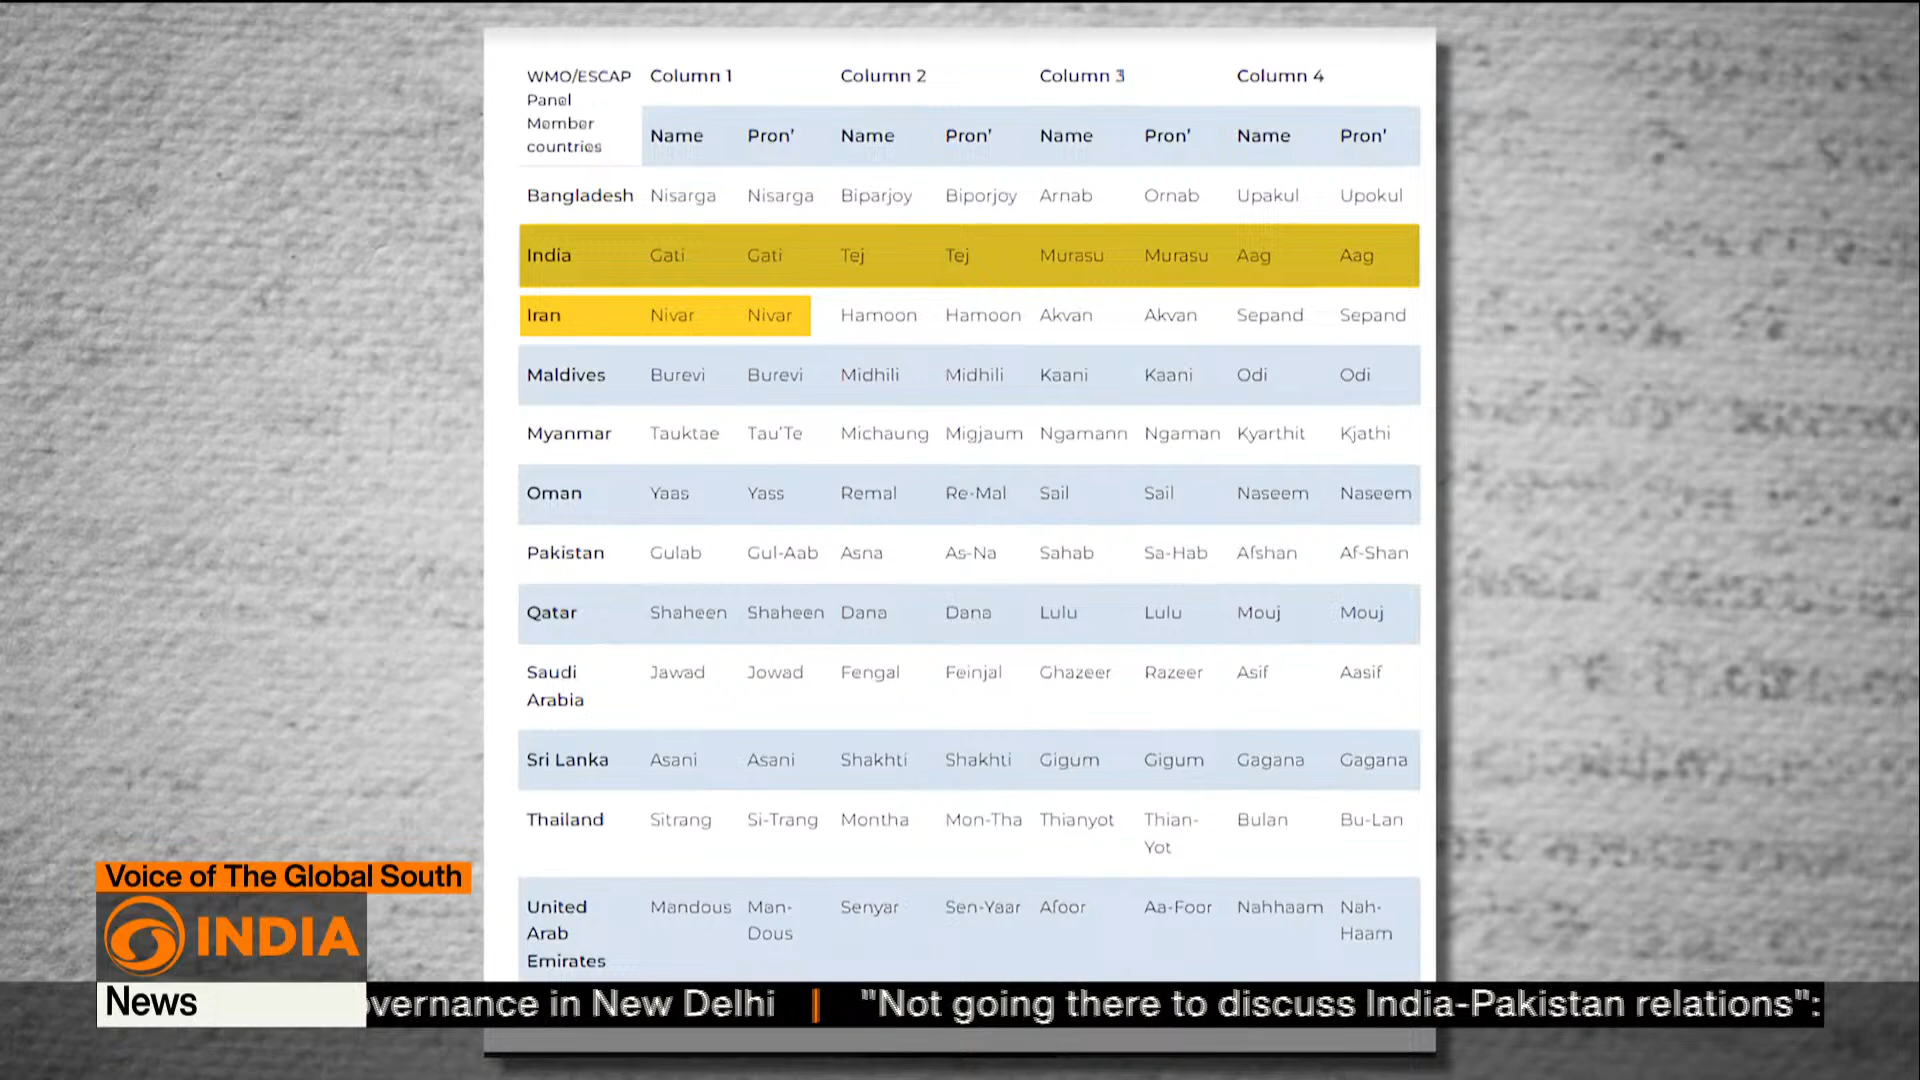 WMO/ESCAP Column 1 Column 2 Column 3 Column 4
Panel
Member
countries
Name Pron' Name Pron' Name Pron' Name Pron'
Bangladesh Nisarga Nisarga Biparjoy Biporjoy Arnab Ornab Upakul Upokul
India Gati Gati Tej Tej Murasu Murasu Aag Aag
Iran Nivar Nivar Hamoon Hamoon Akvan Akvan Sepand Sepand
Maldives Burevi Burevi Midhili Midhili Kaani Kaani Odi Odi
Myanmar Tauktae Tau'Te Michaung Migjaum Ngamann Ngaman Kyarthit Kjathi
Oman Yaas Yass Remal Re-Mal Sail Sail Naseem Naseem
Pakistan Gulab Gul-Aab Asna As-Na Sahab Sa-Hab Afshan Af-Shan
Qatar Shaheen Shaheen Dana Dana Lulu Lulu Mouj Mouj
Saudi Jawad Jowad Fengal Feinjal Ghazeer Razeer Asif Aasif
Arabia
Sri Lanka Asani Asani Shakhti Shakhti Gigum Gigum Gagana Gagana
Thailand Sitrang Si-Trang Montha Mon-Tha Thianyot Thian- Bulan Bu-Lan
Yot
United Mandous Man- Senyar Sen-Yaar Afoor Aa-Foor Nahhaam Nah-
Arab Dous Haam
Emirates
Voice of The Global South
INDIA
News
overnance in New Delhi | "Not going there to discuss India-Pakistan relations":